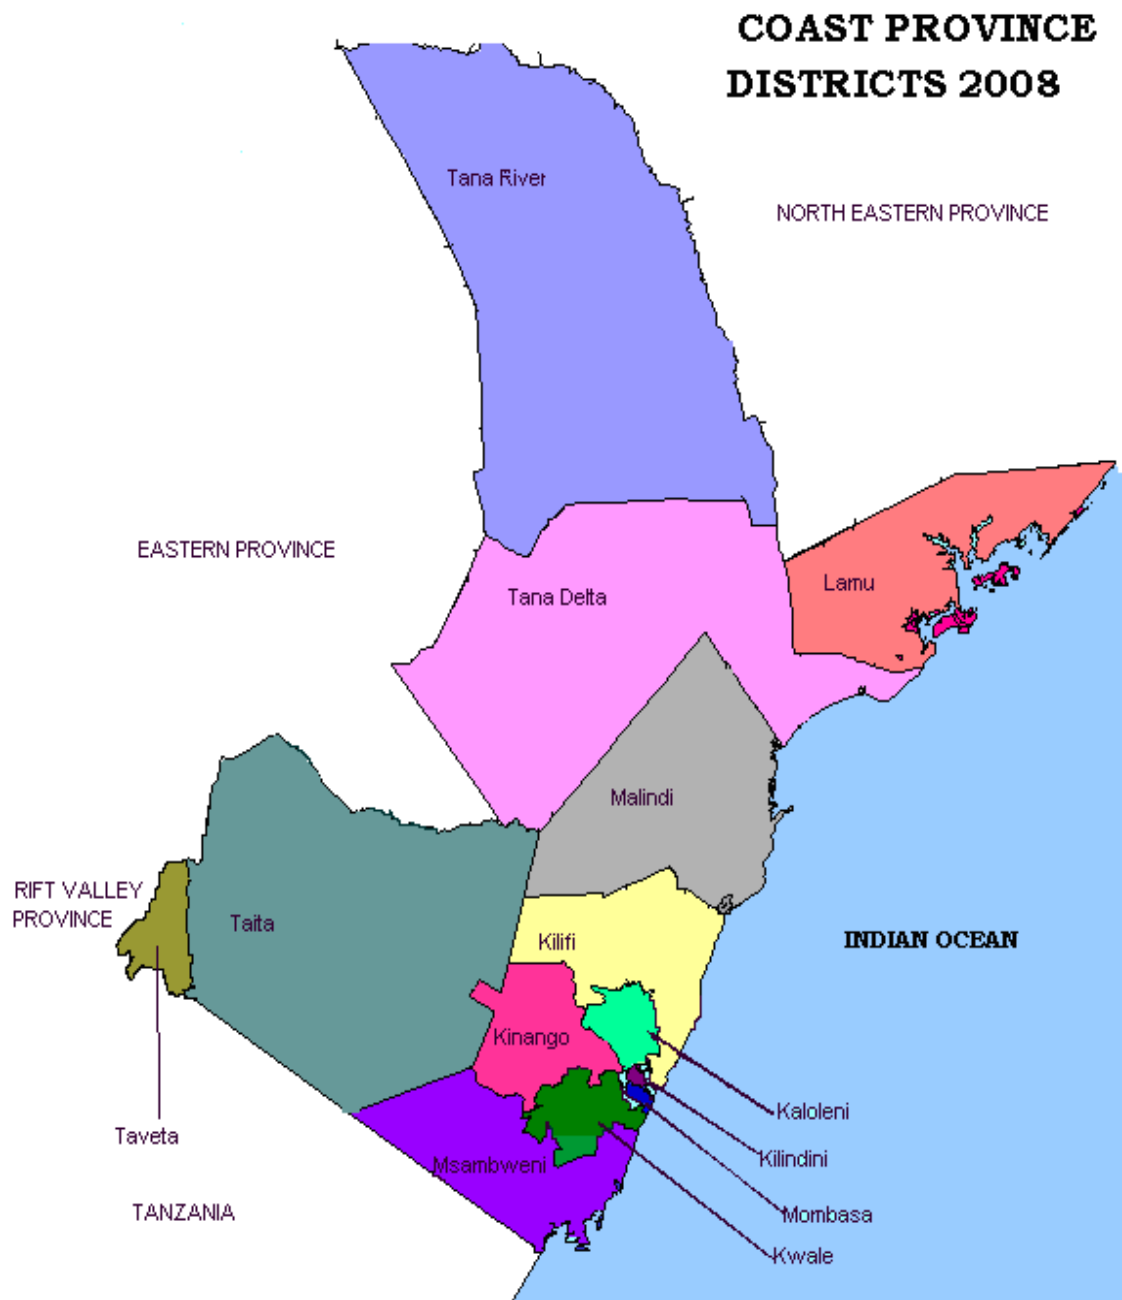 COAST PROVINCE
DISTRICTS 2008
Tana River
NORTH EASTERN PROVINCE
EASTERN PROVINCE
Tana Delta
Lamu
Malindi
RIFT VALLEY
PROVINCE
Taita
Kilifi
INDIAN OCEAN
Kinango
Kaloleni
Taveta
Kilindini
Msambweni
TANZANIA
Mombasa
Kwale